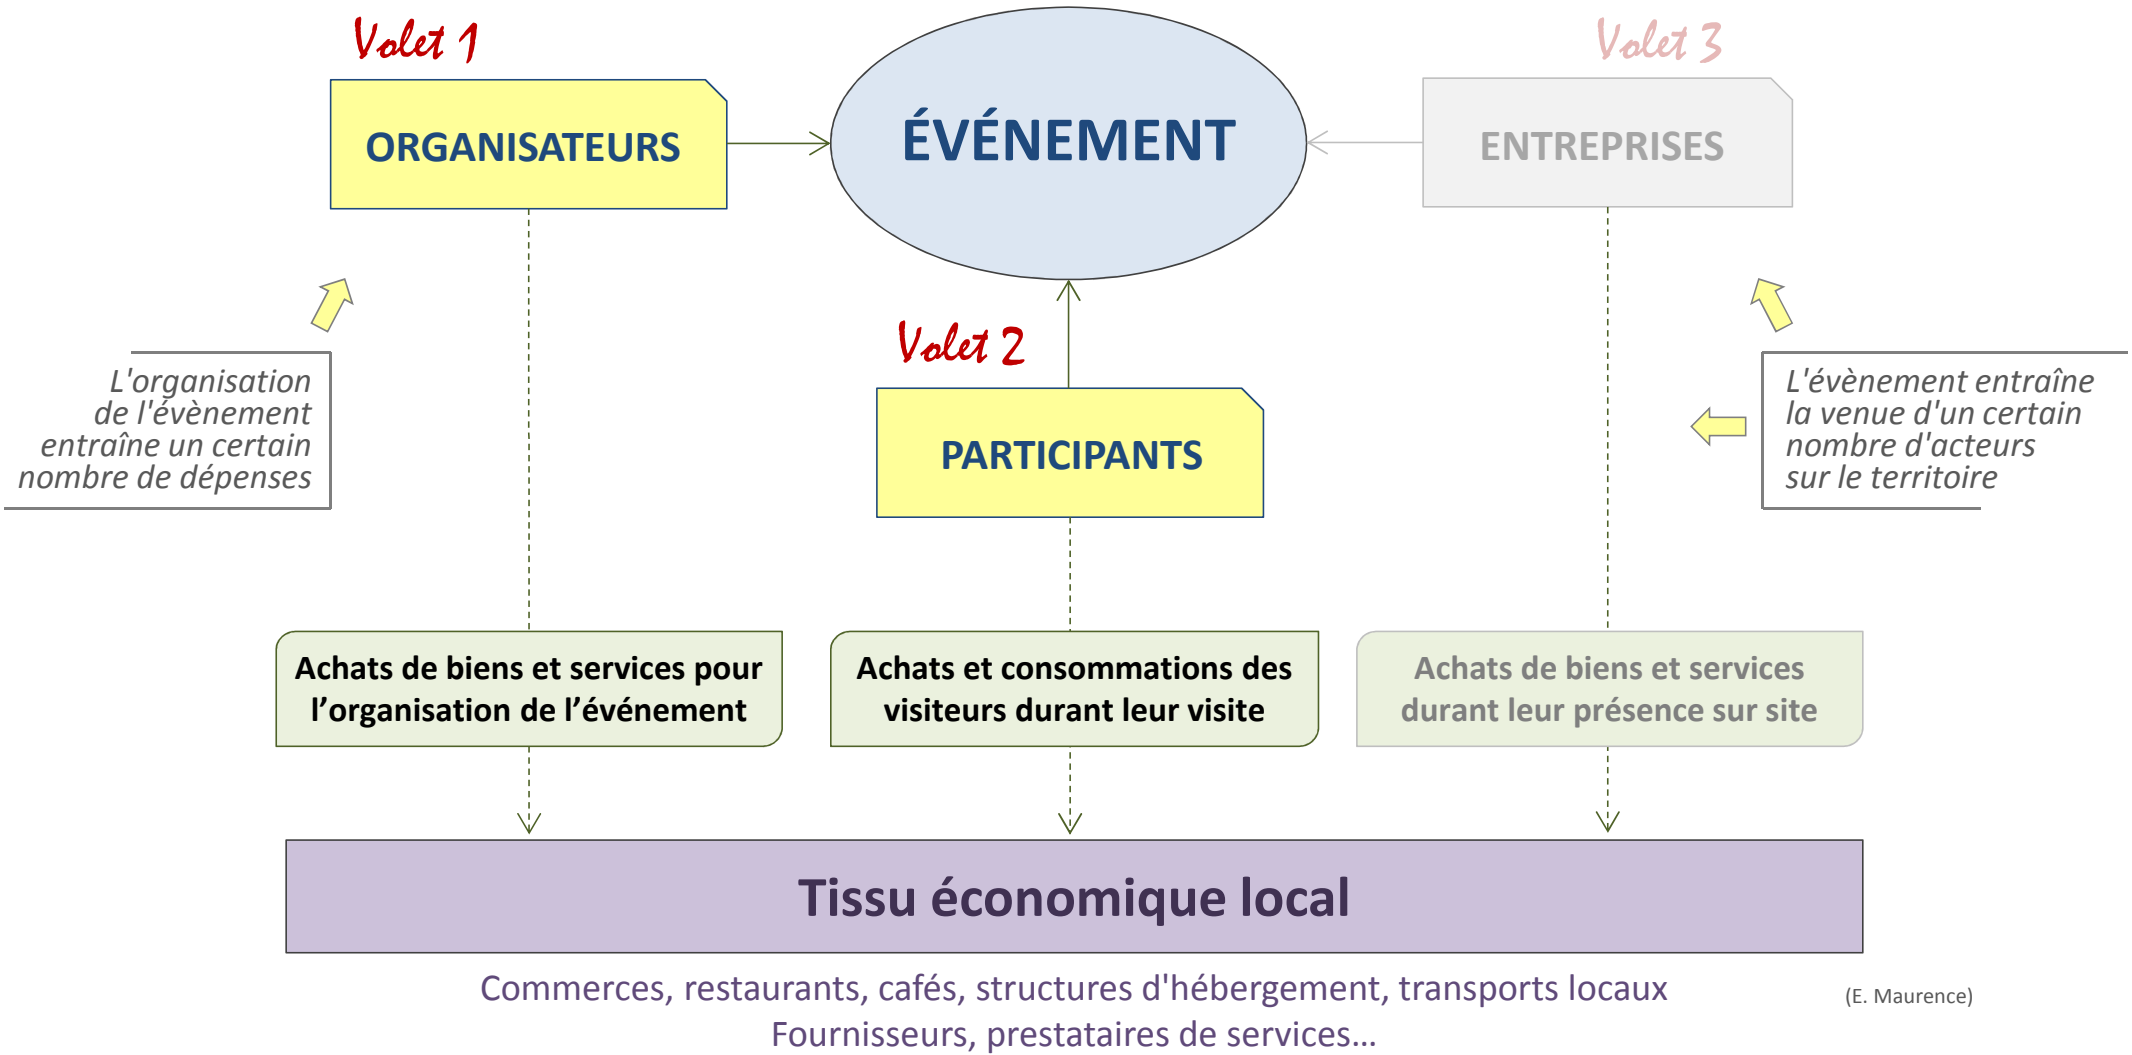 Volet 1
Volet 3
ORGANISATEURS
ÉVÉNEMENT
ENTREPRISES
Volet 2
L'organisation
de l'évènement
entraîne un certain
nombre de dépenses
PARTICIPANTS
L'évènement entraîne
la venue d'un certain
nombre d'acteurs
sur le territoire
Achats de biens et services pour
l’organisation de l’événement
Achats et consommations des
visiteurs durant leur visite
Achats de biens et services
durant leur présence sur site
Tissu économique local
Commerces, restaurants, cafés, structures d'hébergement, transports locaux
Fournisseurs, prestataires de services…
(E. Maurence)